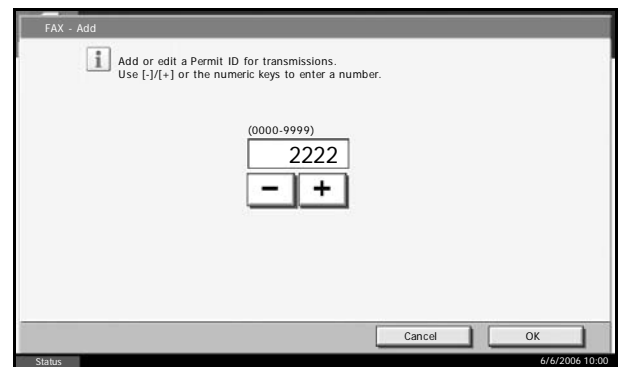 FAX - Add
i
Add or edit a Permit ID for transmissions.
Use [-]/[+] or the numeric keys to enter a number.
(0000-9999)
2222
- +
Cancel OK
Status 6/6/2006 10:00